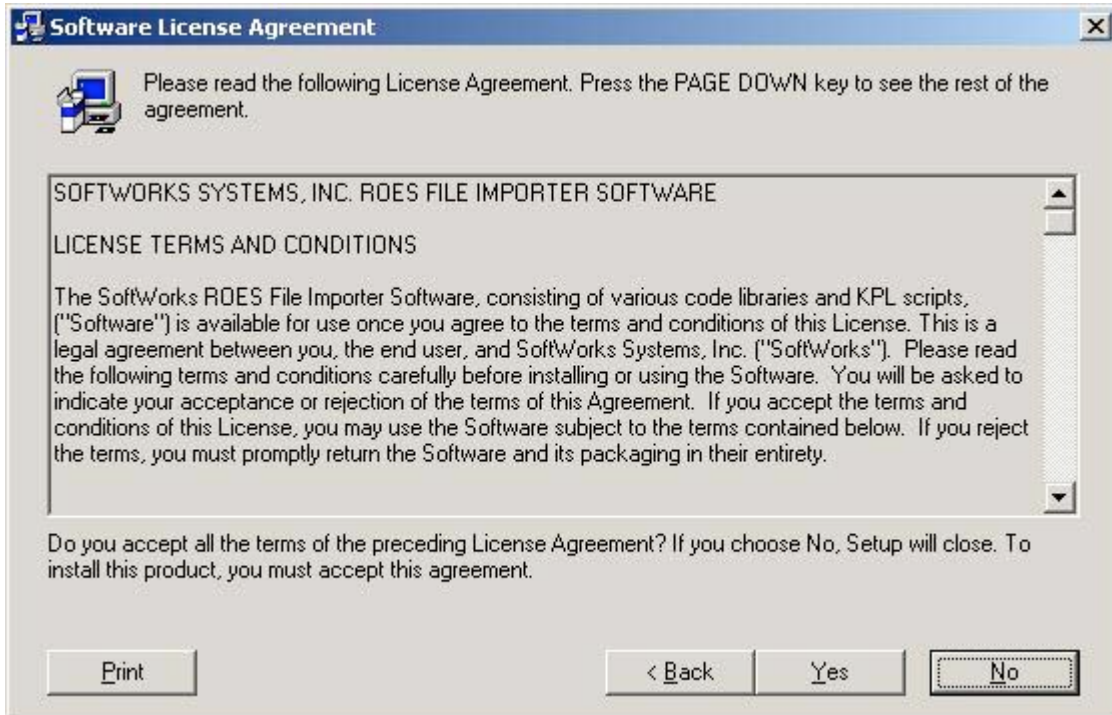 Software License Agreement
Please read the following License Agreement. Press the PAGE DOWN key to see the rest of the
agreement.
SOFTWORKS SYSTEMS, INC. ROES FILE IMPORTER SOFTWARE
LICENSE TERMS AND CONDITIONS
The SoftWorks ROES File Importer Software, consisting of various code libraries and KPL scripts,
("Software") is available for use once you agree to the terms and conditions of this License. This is a
legal agreement between you, the end user, and SoftWorks Systems, Inc. ("SoftWorks").  Please read
the following terms and conditions carefully before installing or using the Software.  You will be asked to
indicate your acceptance or rejection of the terms of this Agreement.  If you accept the terms and
conditions of this License, you may use the Software subject to the terms contained below.  If you reject
the terms, you must promptly return the Software and its packaging in their entirety.
Do you accept all the terms of the preceding License Agreement? If you choose No, Setup will close. To
install this product, you must accept this agreement.
Print
< Back
Yes
No